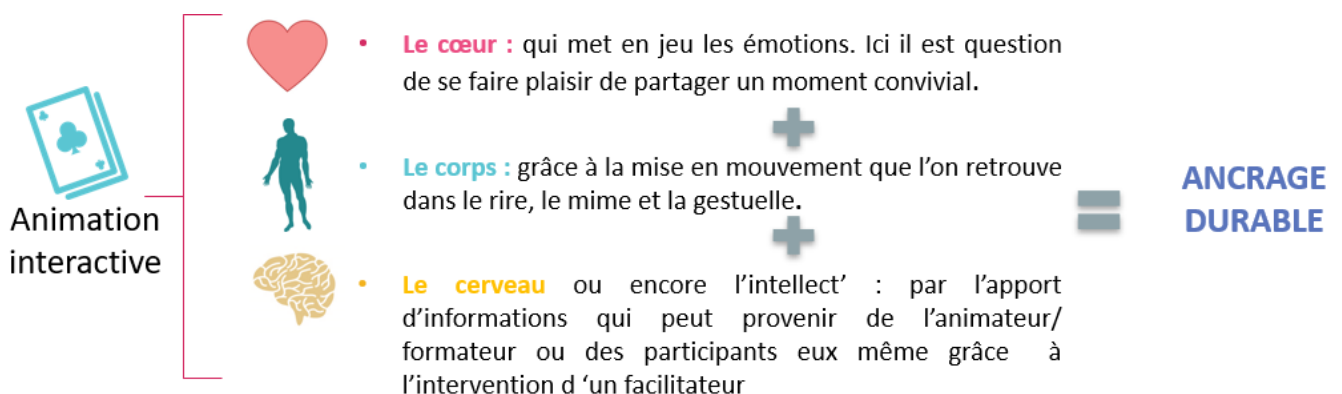 Animation
interactive
• Le cœur : qui met en jeu les émotions. Ici il est question
de se faire plaisir de partager un moment convivial.
• Le corps : grâce à la mise en mouvement que l’on retrouve
dans le rire, le mime et la gestuelle.
• Le cerveau ou encore l’intellect’ : par l’apport
d’informations qui peut provenir de l’animateur/
formateur ou des participants eux même grâce à
l’intervention d ‘un facilitateur
ANCRAGE
DURABLE